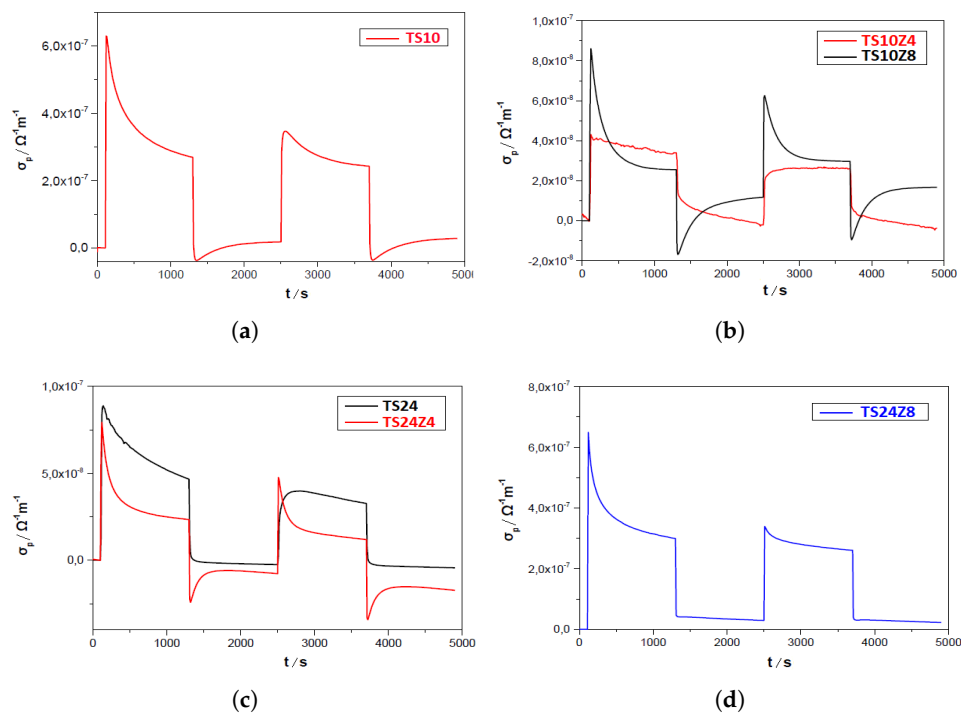 TS10
6,0x10⁻⁷
4,0x10⁻⁷
2,0x10⁻⁷
0,0
σₚ / Ω⁻¹m⁻¹
0 1000 2000 3000 4000 5000
t / s
(a)
TS10Z4
TS10Z8
1,0x10⁻⁷
8,0x10⁻⁸
6,0x10⁻⁸
4,0x10⁻⁸
2,0x10⁻⁸
0,0
-2,0x10⁻⁸
σₚ / Ω⁻¹m⁻¹
0 1000 2000 3000 4000 5000
t / s
(b)
TS24
TS24Z4
1,0x10⁻⁷
5,0x10⁻⁸
0,0
σₚ / Ω⁻¹m⁻¹
0 1000 2000 3000 4000 5000
t / s
(c)
TS24Z8
8,0x10⁻⁷
6,0x10⁻⁷
4,0x10⁻⁷
2,0x10⁻⁷
0,0
σₚ / Ω⁻¹m⁻¹
0 1000 2000 3000 4000 5000
t / s
(d)